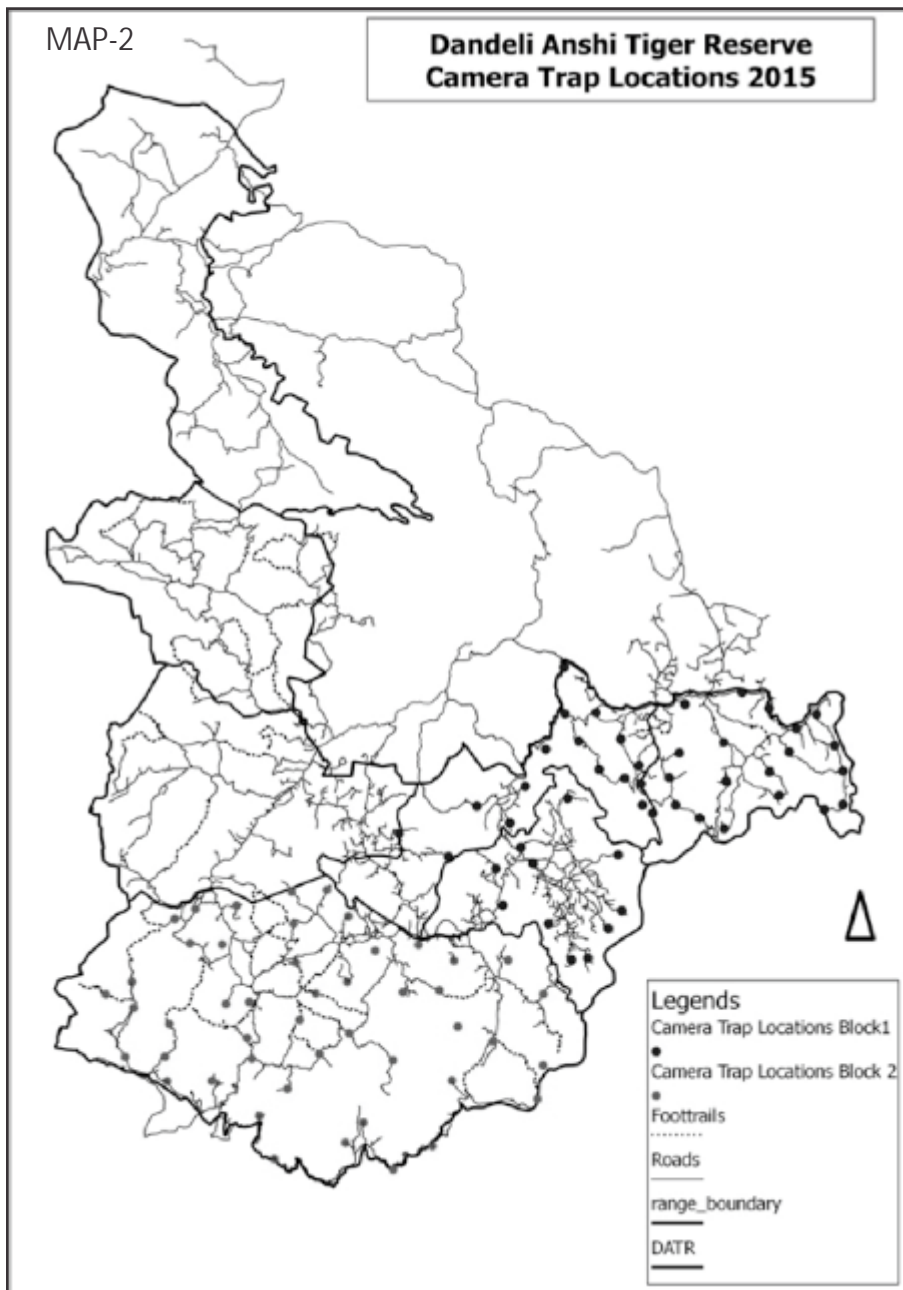 MAP-2
Dandeli Anshi Tiger Reserve
Camera Trap Locations 2015
Legends
Camera Trap Locations Block1
Camera Trap Locations Block 2
Foottrails
Roads
range_boundary
DATR